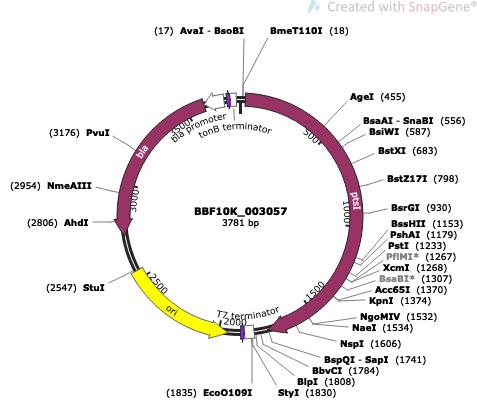 Created with SnapGene®
(17) AvaI - BsoBI
BmeT110I (18)
AgeI (455)
BsaAI - SnaBI (556)
BsiWI (587)
BstXI (683)
BstZ17I (798)
BsrGI (930)
BssHII (1153)
PshAI (1179)
PstI (1233)
PflMI* (1267)
XcmI (1268)
BsaBI* (1307)
Acc65I (1370)
KpnI (1374)
NgoMIV (1532)
NaeI (1534)
NspI (1606)
BspQI - SapI (1741)
BbvCI (1784)
BlpI (1808)
StyI (1830)
(1835) EcoO109I
(2547) StuI
(2806) AhdI
(2954) NmeAIII
(3176) PvuI
bla promoter
tonB terminator
bla
ptsI
ori
T7 terminator
500
1000
1500
2000
2500
3000
3500
BBF10K_003057
3781 bp